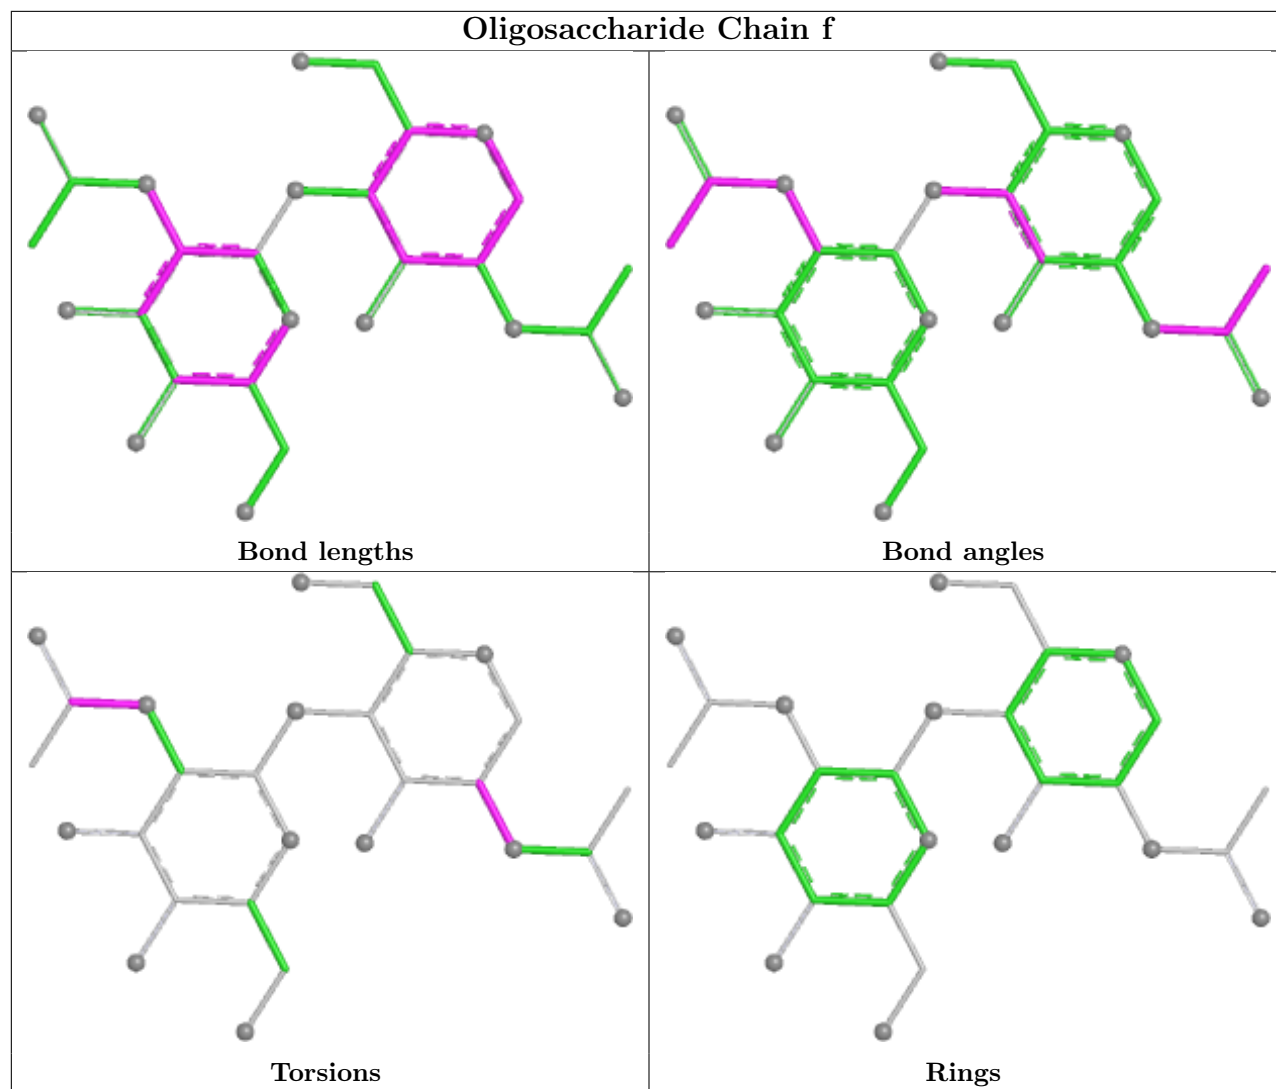 Oligosaccharide Chain f
Bond lengths
Bond angles
Torsions
Rings